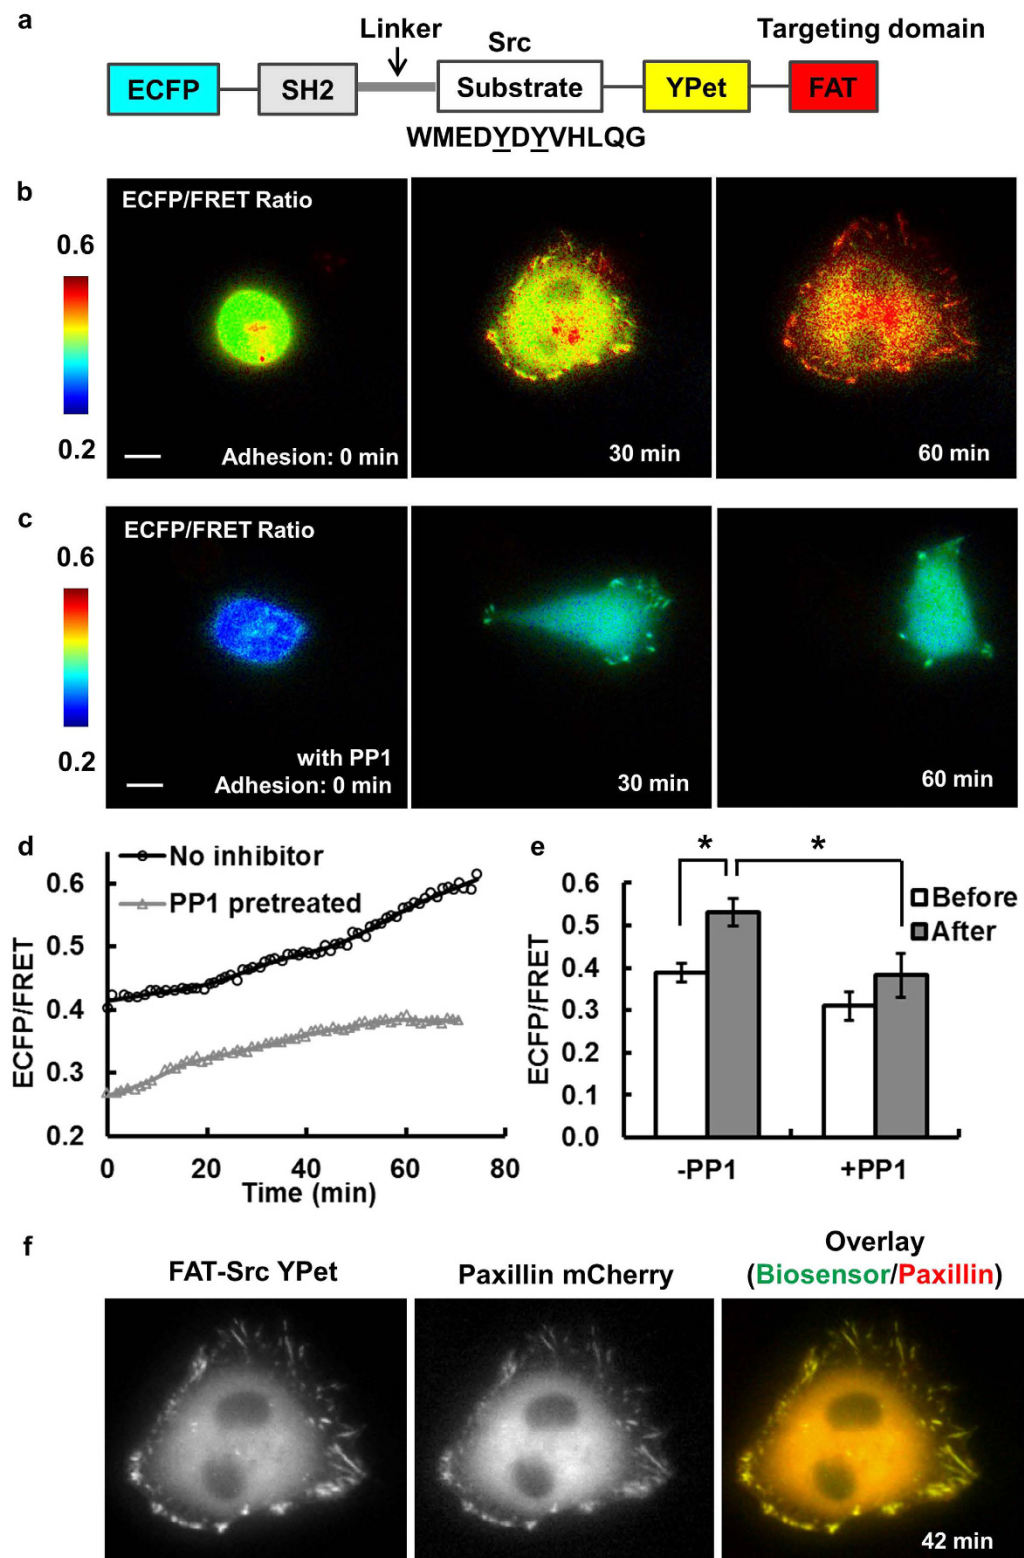 a
Linker
Src
Targeting domain
ECFP
SH2
Substrate
YPet
FAT
WMEDYDYVHLQG
b
ECFP/FRET Ratio
0.6
0.2
Adhesion: 0 min
30 min
60 min
c
ECFP/FRET Ratio
0.6
0.2
with PP1
Adhesion: 0 min
30 min
60 min
d
No inhibitor
PP1 pretreated
ECFP/FRET
0.6
0.5
0.4
0.3
0.2
0 20 40 60 80
Time (min)
e
* *
Before
After
ECFP/FRET
0.6
0.5
0.4
0.3
0.2
0.1
0.0
-PP1 +PP1
f
FAT-Src YPet
Paxillin mCherry
Overlay
(Biosensor/Paxillin)
42 min